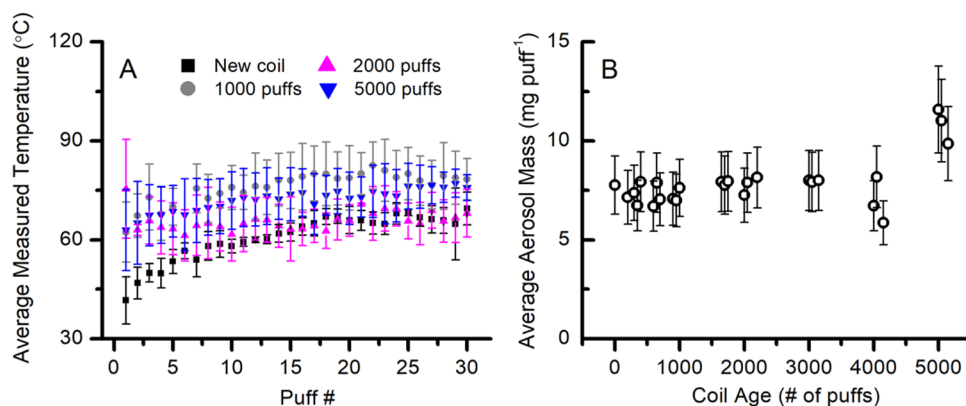 A
New coil
2000 puffs
1000 puffs
5000 puffs
Average Measured Temperature (°C)
120
90
60
30
0
5
10
15
20
25
30
Puff #
B
Average Aerosol Mass (mg puff⁻¹)
15
10
5
0
0
1000
2000
3000
4000
5000
Coil Age (# of puffs)